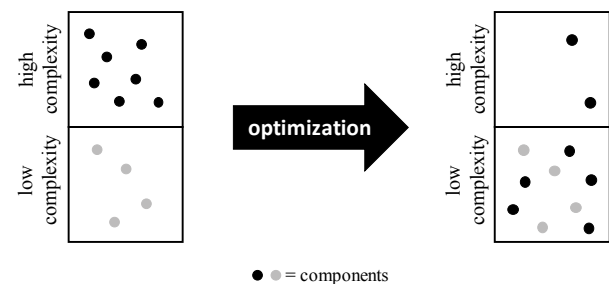 high
complexity
low
complexity
optimization
high
complexity
low
complexity
= components